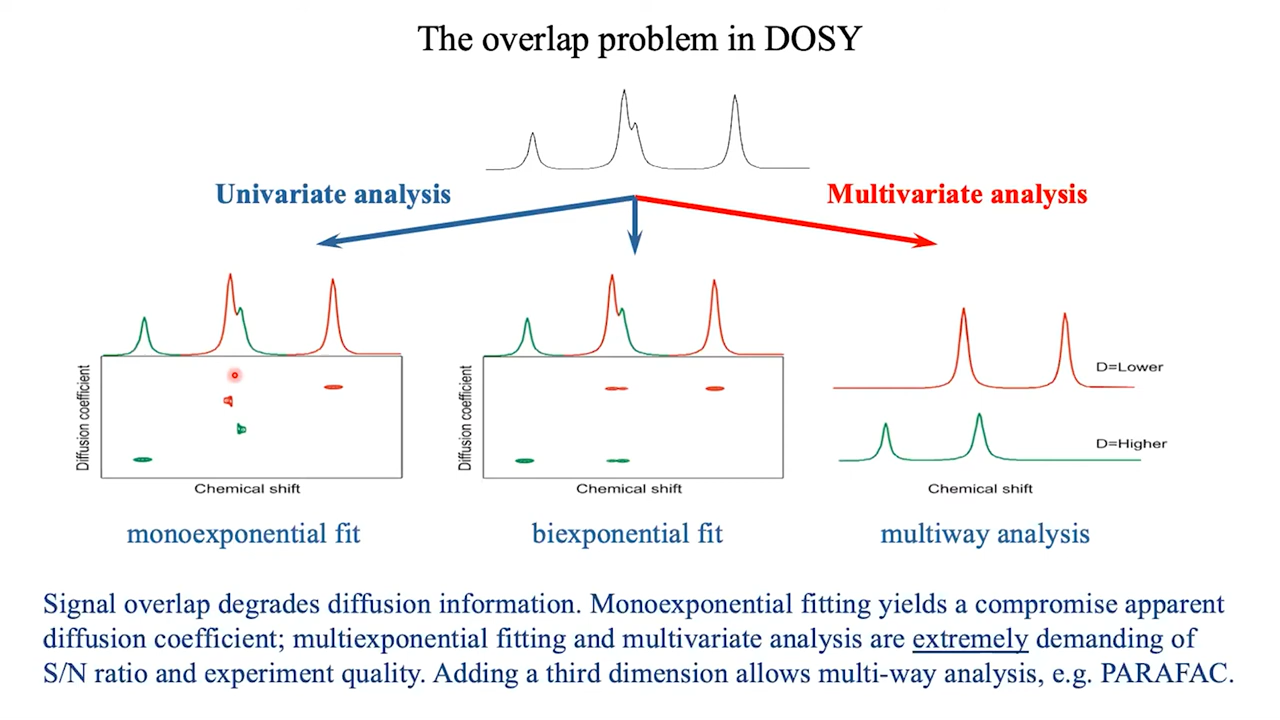 The overlap problem in DOSY
Univariate analysis
Multivariate analysis
Diffusion coefficient
Chemical shift
monoexponential fit
Diffusion coefficient
Chemical shift
biexponential fit
D=Lower
D=Higher
Chemical shift
multiway analysis
Signal overlap degrades diffusion information. Monoexponential fitting yields a compromise apparent
diffusion coefficient; multiexponential fitting and multivariate analysis are extremely demanding of
S/N ratio and experiment quality. Adding a third dimension allows multi-way analysis, e.g. PARAFAC.